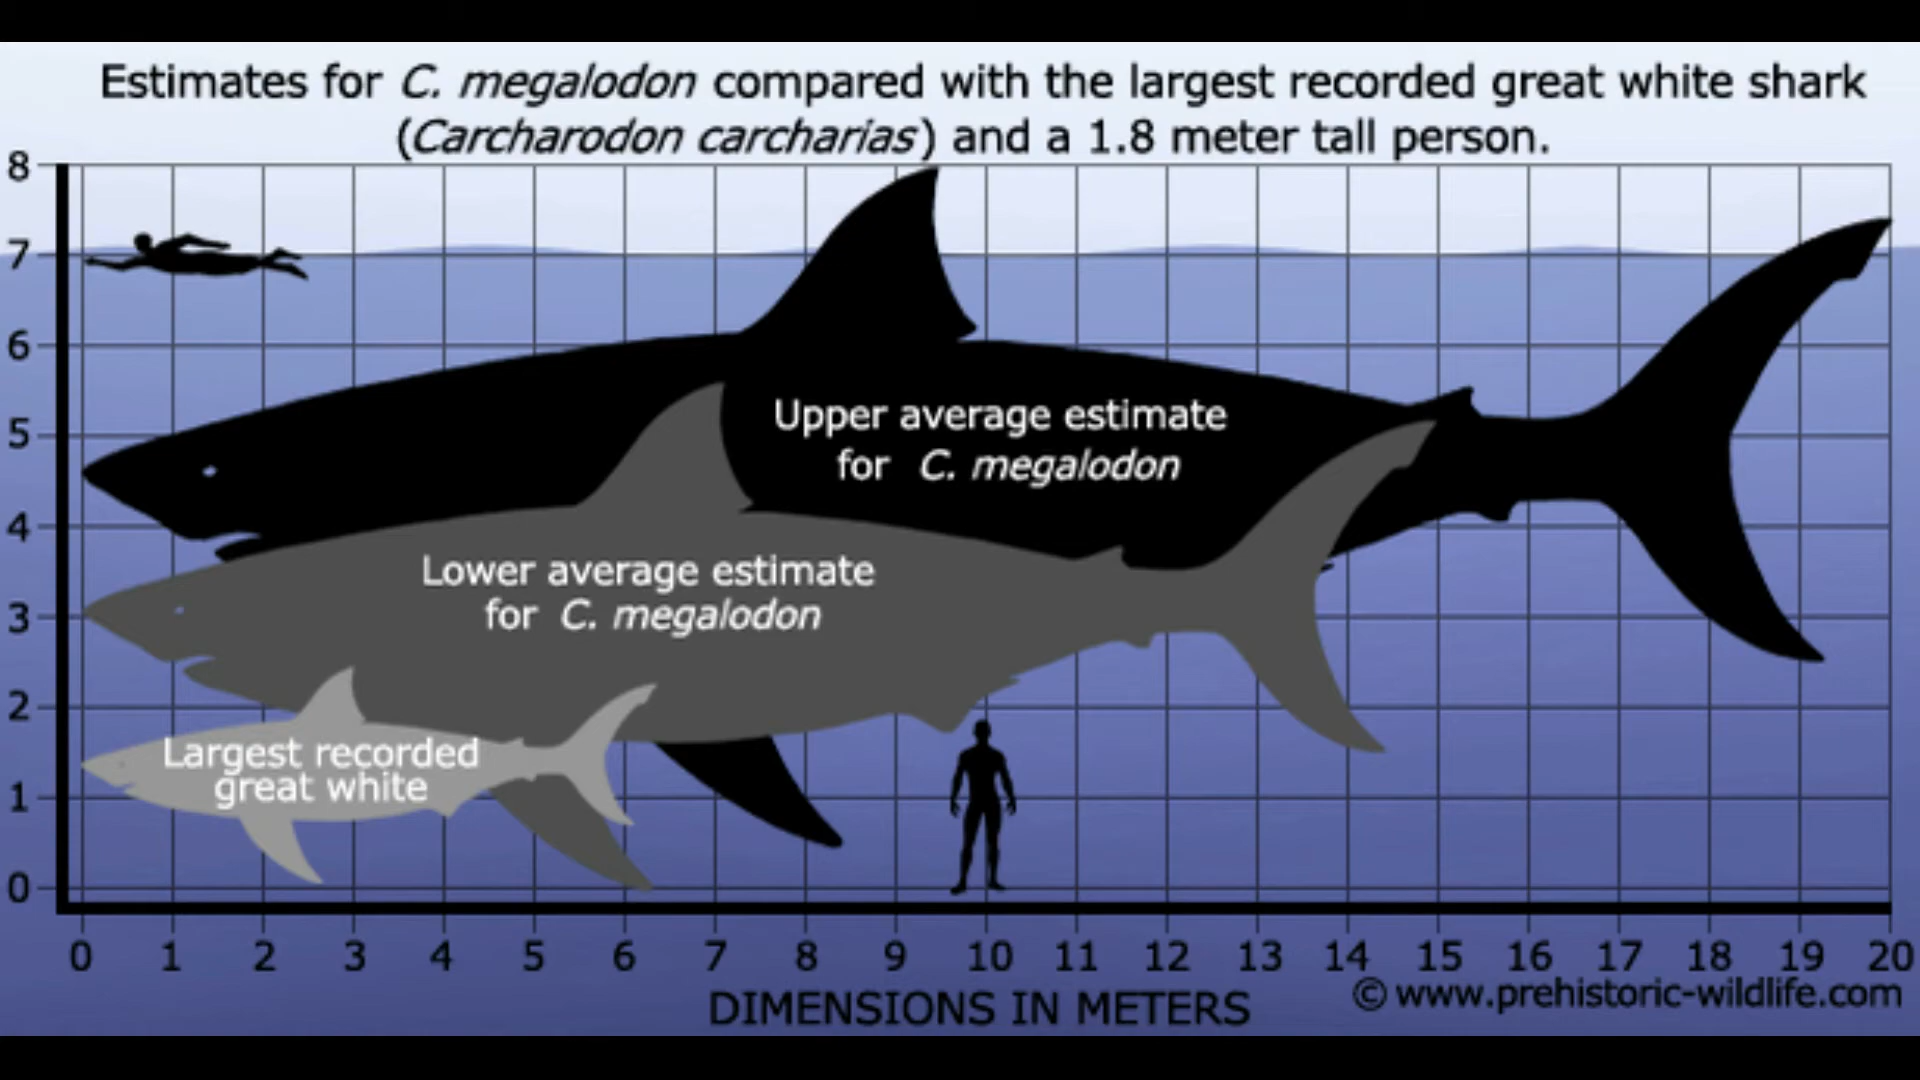 Estimates for C. megalodon compared with the largest recorded great white shark
(Carcharodon carcharias) and a 1.8 meter tall person.
8
7
6
5
4
3
2
1
0
Upper average estimate
for C. megalodon
Lower average estimate
for C. megalodon
Largest recorded
great white
0 1 2 3 4 5 6 7 8 9 10 11 12 13 14 15 16 17 18 19 20
DIMENSIONS IN METERS
© www.prehistoric-wildlife.com